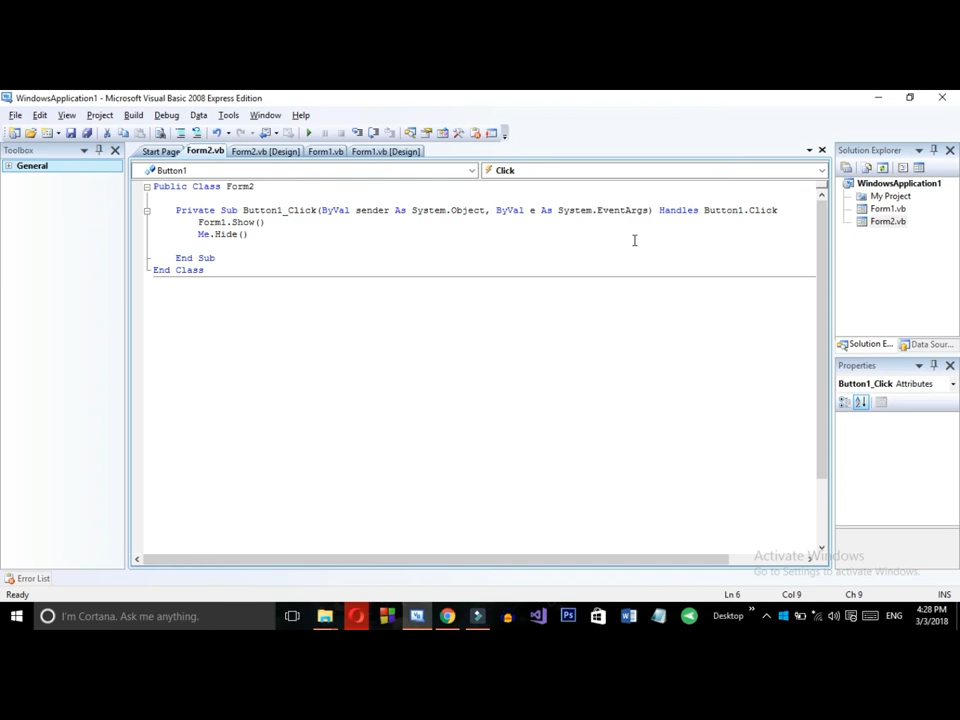 WindowsApplication1 - Microsoft Visual Basic 2008 Express Edition
File Edit View Project Build Debug Data Tools Window Help
Toolbox
Start Page Form2.vb Form2.vb [Design] Form1.vb Form1.vb [Design]
Solution Explorer
General
Button1 Click
WindowsApplication1
My Project
Form1.vb
Form2.vb
Public Class Form2
Private Sub Button1_Click(ByVal sender As System.Object, ByVal e As System.EventArgs) Handles Button1.Click
Form1.Show()
Me.Hide()
End Sub
End Class
Solution E... Data Sour...
Properties
Button1_Click Attributes
Activate Windows
Go to Settings to activate Windows.
Error List
Ready Ln 6 Col 9 Ch 9 INS
I'm Cortana. Ask me anything.
Desktop
ENG
4:28 PM
3/3/2018